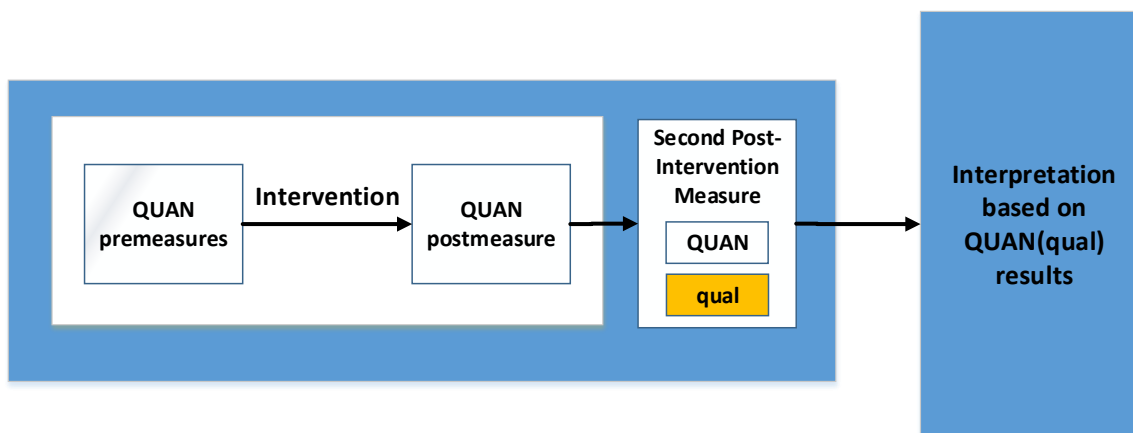 QUAN
premeasures
Intervention
QUAN
postmeasure
Second Post-
Intervention
Measure
QUAN
qual
Interpretation
based on
QUAN(qual)
results